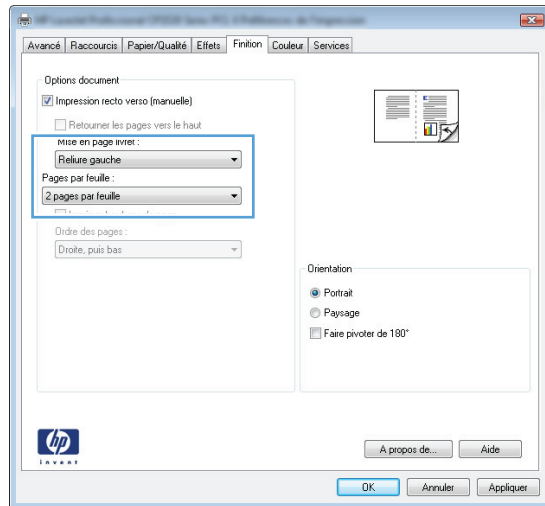 Avancé Raccourcis Papier/Qualité Effets Finition Couleur Services
Options document
Impression recto verso (manuelle)
Retourner les pages vers le haut
Mise en page livret :
Reliure gauche
Pages par feuille :
2 pages par feuille
Ordre des pages :
Droite, puis bas
Orientation
Portrait
Paysage
Faire pivoter de 180°
hp
invent
A propos de... Aide
OK Annuler Appliquer